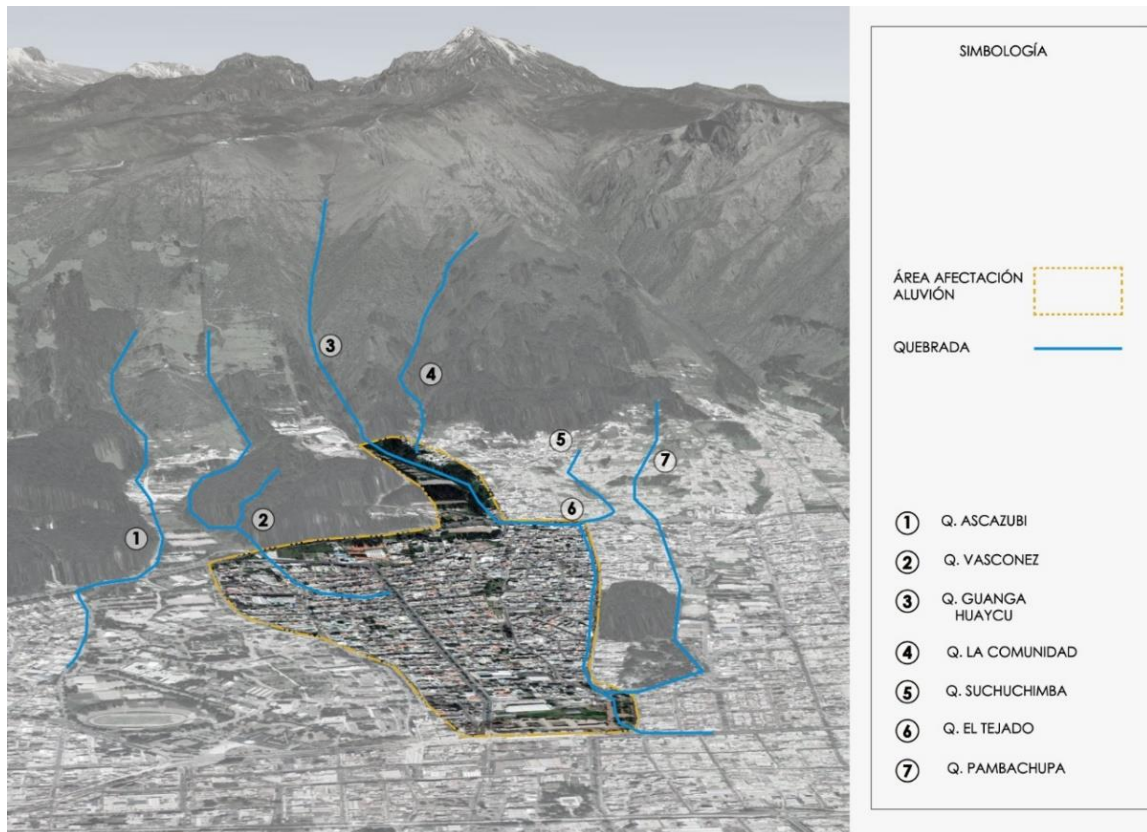 SIMBOLOGÍA
ÁREA AFECTACIÓN
ALUVIÓN
QUEBRADA
1 Q. ASCAZUBI
2 Q. VASCONEZ
3 Q. GUANGA
HUAYCU
4 Q. LA COMUNIDAD
5 Q. SUCHUCHIMBA
6 Q. EL TEJADO
7 Q. PAMBACHUPA
3
4
5
7
6
2
1